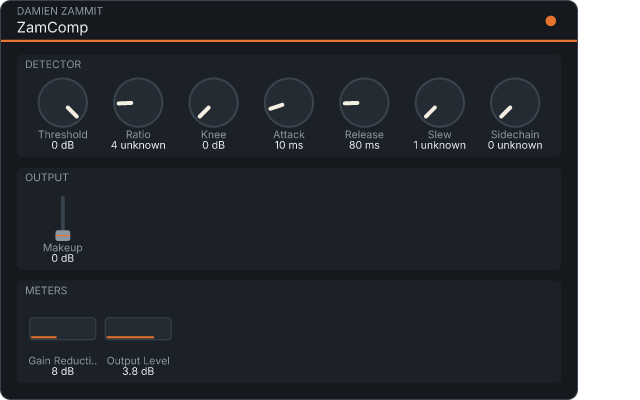 DAMIEN ZAMMIT
ZamComp
DETECTOR
Threshold Ratio Knee Attack Release Slew Sidechain
0 dB 4 unknown 0 dB 10 ms 80 ms 1 unknown 0 unknown
OUTPUT
Makeup
0 dB
METERS
Gain Reducti.. Output Level
8 dB 3.8 dB